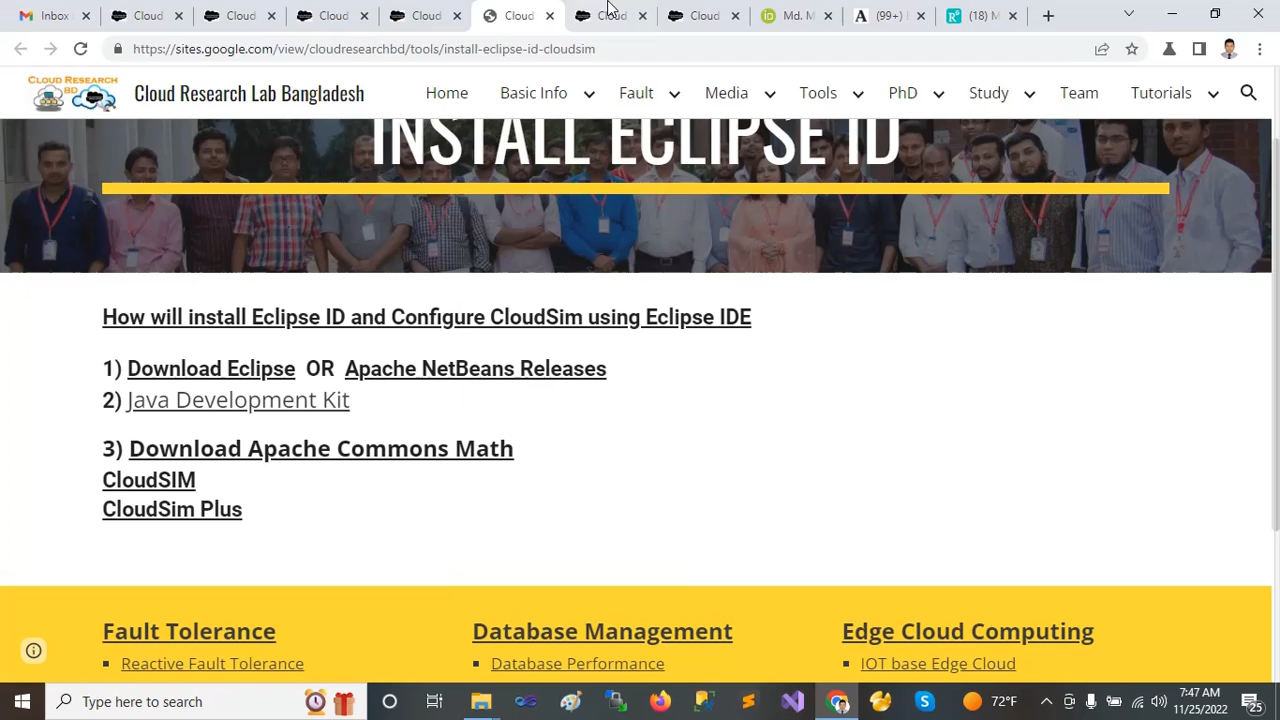 Inbox Cloud Cloud Cloud Cloud Cloud Cloud Cloud Md. M (99+) (18) M
https://sites.google.com/view/cloudresearchbd/tools/install-eclipse-id-cloudsim
CLOUD RESEARCH
BD
Cloud Research Lab Bangladesh Home Basic Info Fault Media Tools PhD Study Team Tutorials
INSTALL ECLIPSE ID
How will install Eclipse ID and Configure CloudSim using Eclipse IDE
1) Download Eclipse OR Apache NetBeans Releases
2) Java Development Kit
3) Download Apache Commons Math
CloudSIM
CloudSim Plus
Fault Tolerance Database Management Edge Cloud Computing
▪ Reactive Fault Tolerance ▪ Database Performance ▪ IOT base Edge Cloud
Type here to search 72°F 7:47 AM
11/25/2022 25